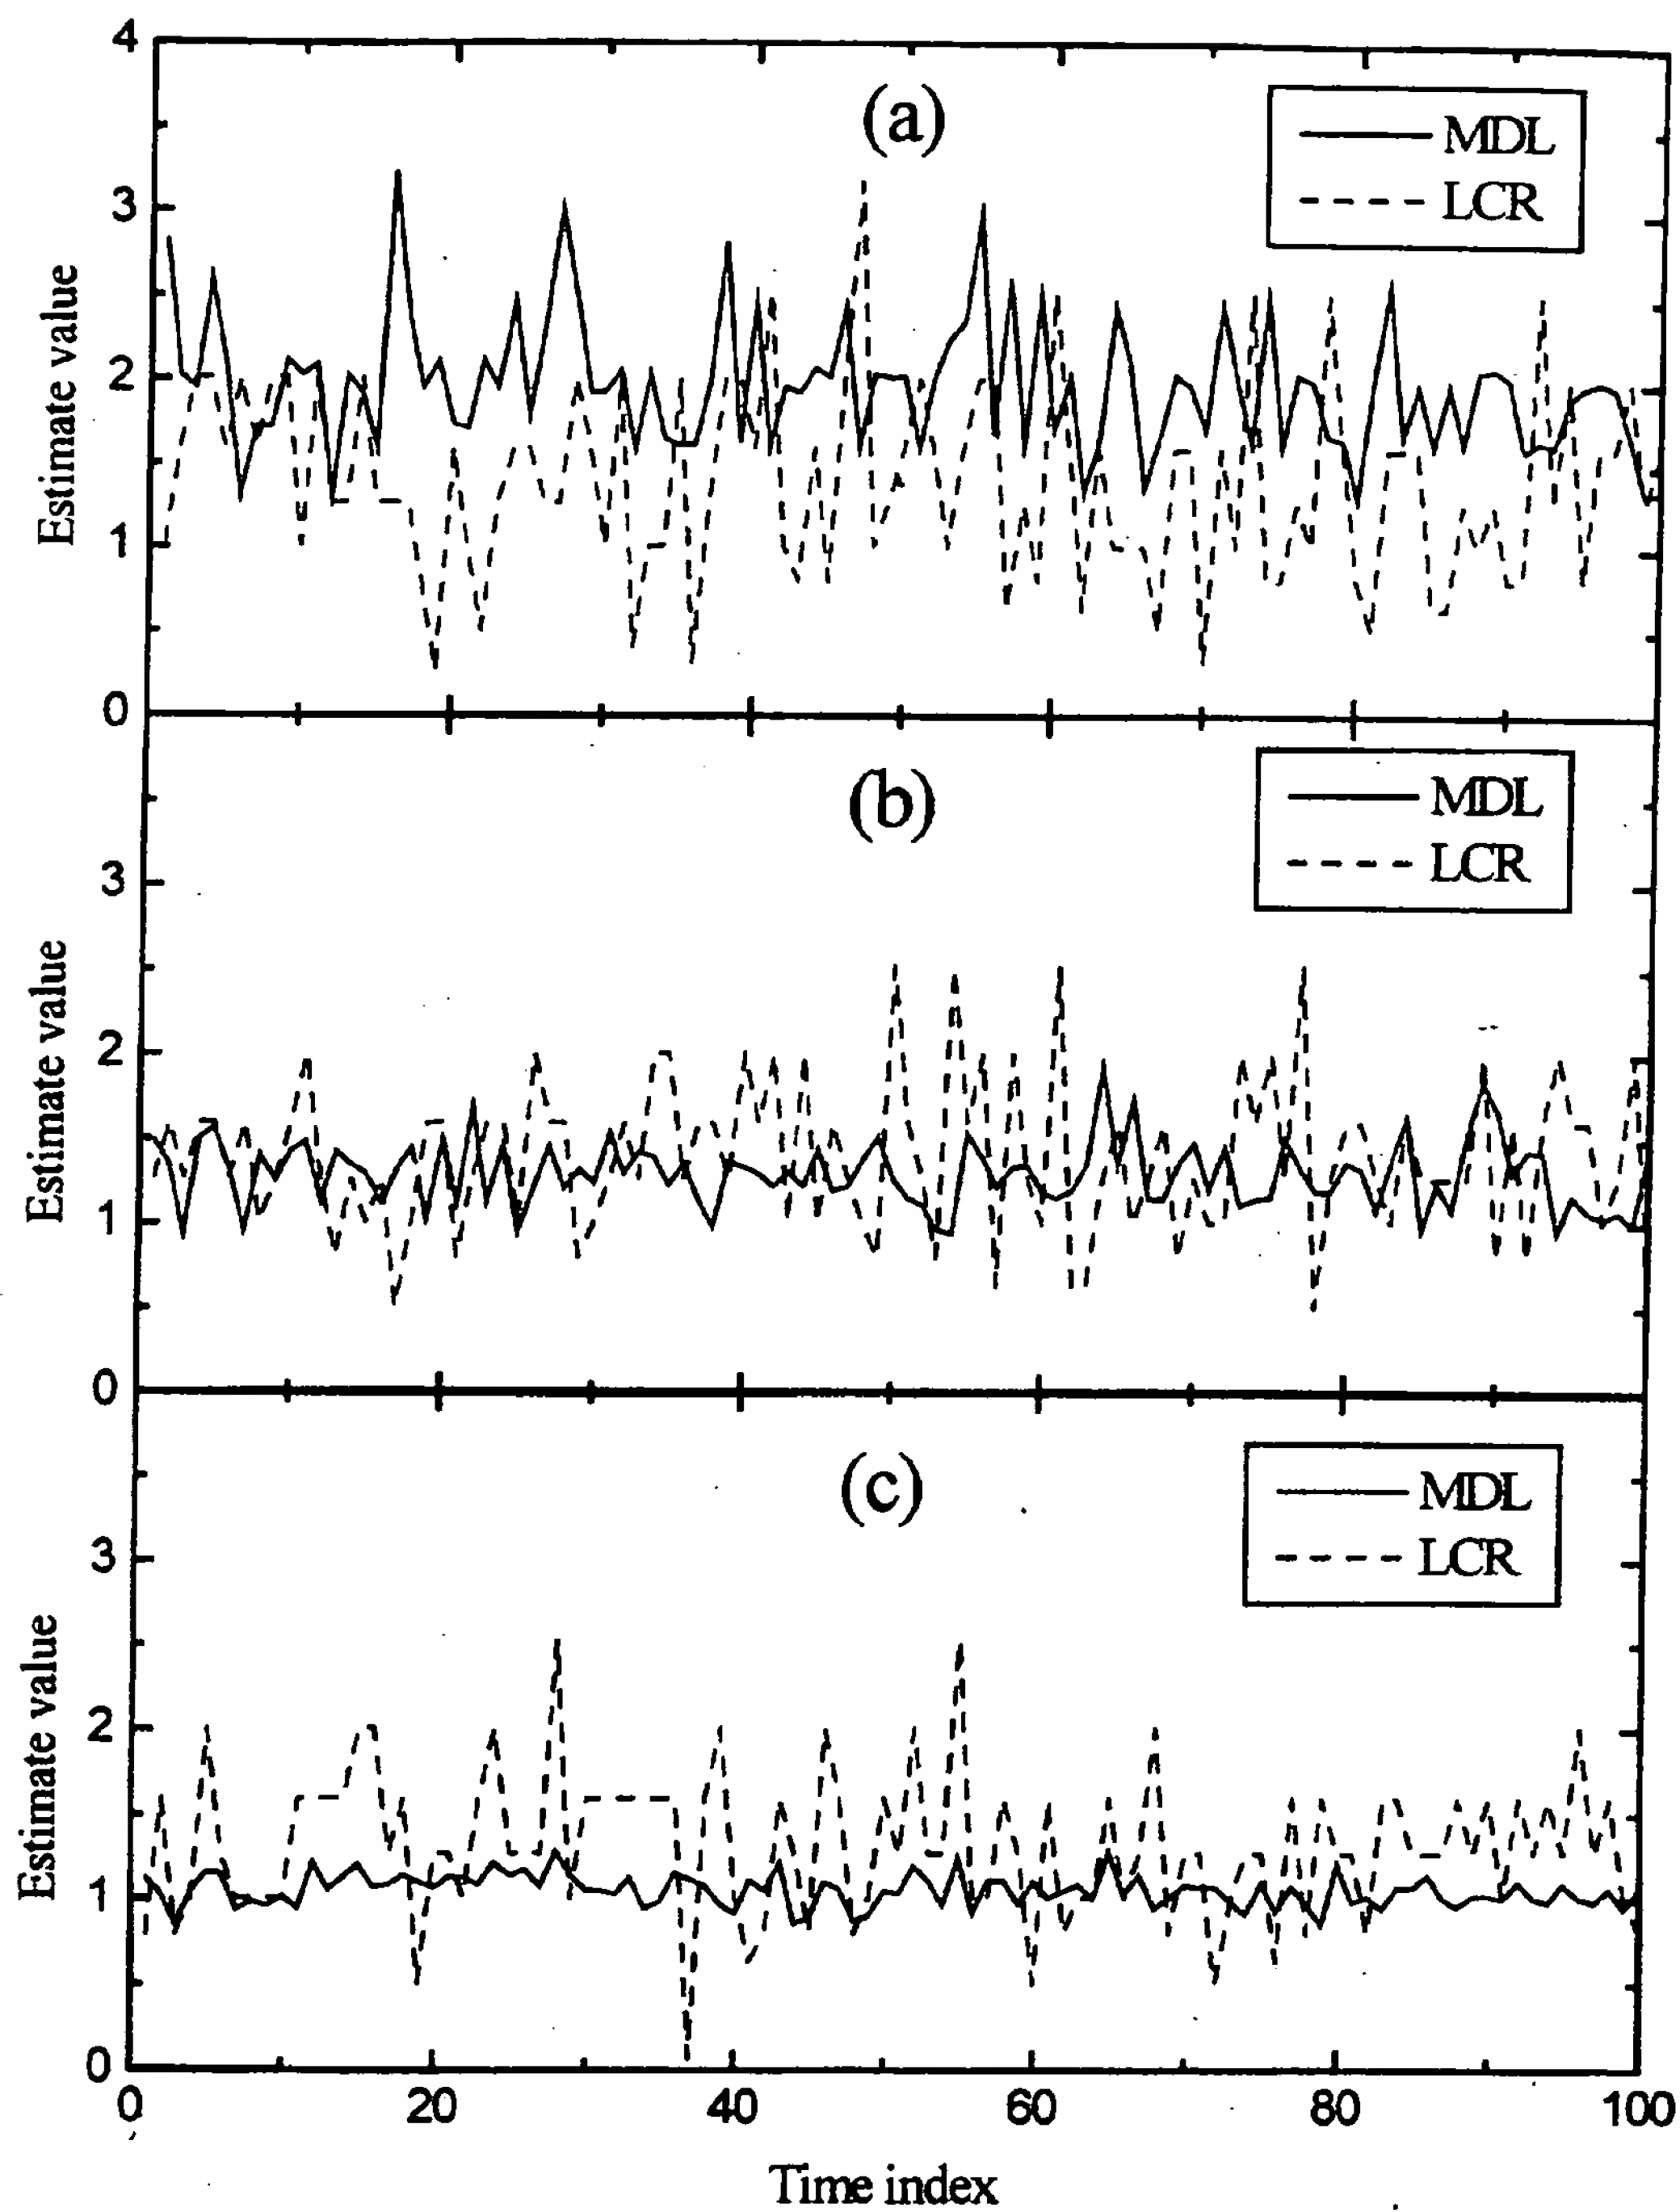 4
(a)
MDL
LCR
3
2
1
0
Estimate value
(b)
MDL
LCR
3
2
1
0
Estimate value
(c)
MDL
LCR
3
2
1
0
Estimate value
0 20 40 60 80 100
Time index